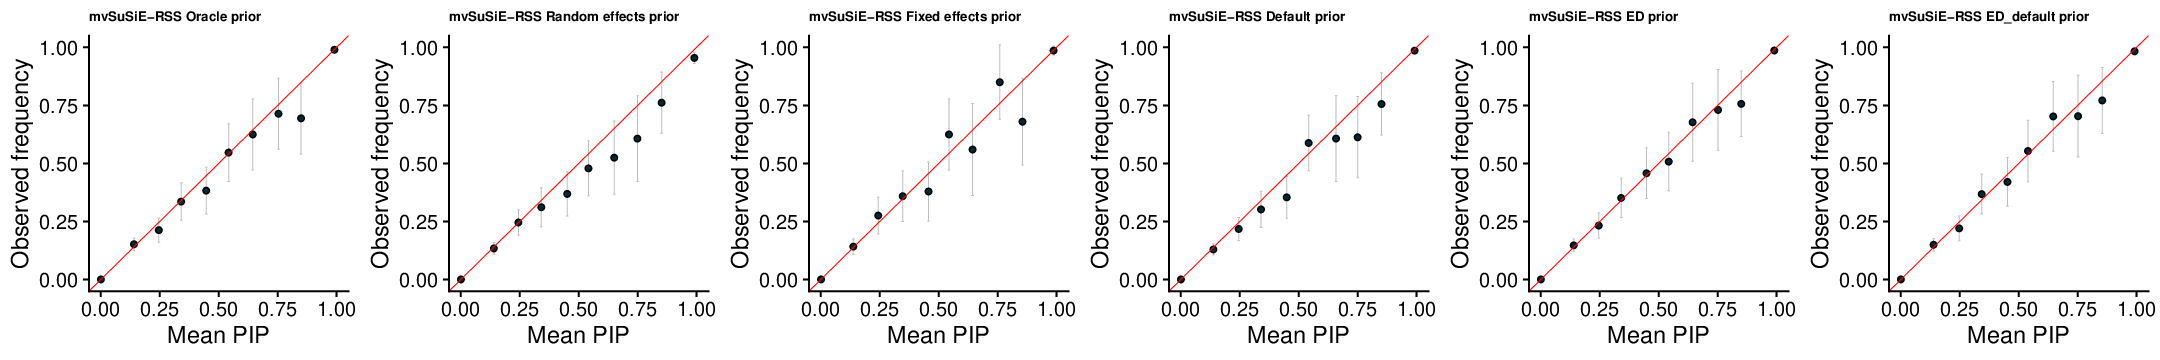 mvSuSiE−RSS Oracle prior
1.00
0.75
0.50
0.25
0.00
Observed frequency
0.00 0.25 0.50 0.75 1.00
Mean PIP
mvSuSiE−RSS Random effects prior
1.00
0.75
0.50
0.25
0.00
Observed frequency
0.00 0.25 0.50 0.75 1.00
Mean PIP
mvSuSiE−RSS Fixed effects prior
1.00
0.75
0.50
0.25
0.00
Observed frequency
0.00 0.25 0.50 0.75 1.00
Mean PIP
mvSuSiE−RSS Default prior
1.00
0.75
0.50
0.25
0.00
Observed frequency
0.00 0.25 0.50 0.75 1.00
Mean PIP
mvSuSiE−RSS ED prior
1.00
0.75
0.50
0.25
0.00
Observed frequency
0.00 0.25 0.50 0.75 1.00
Mean PIP
mvSuSiE−RSS ED_default prior
1.00
0.75
0.50
0.25
0.00
Observed frequency
0.00 0.25 0.50 0.75 1.00
Mean PIP